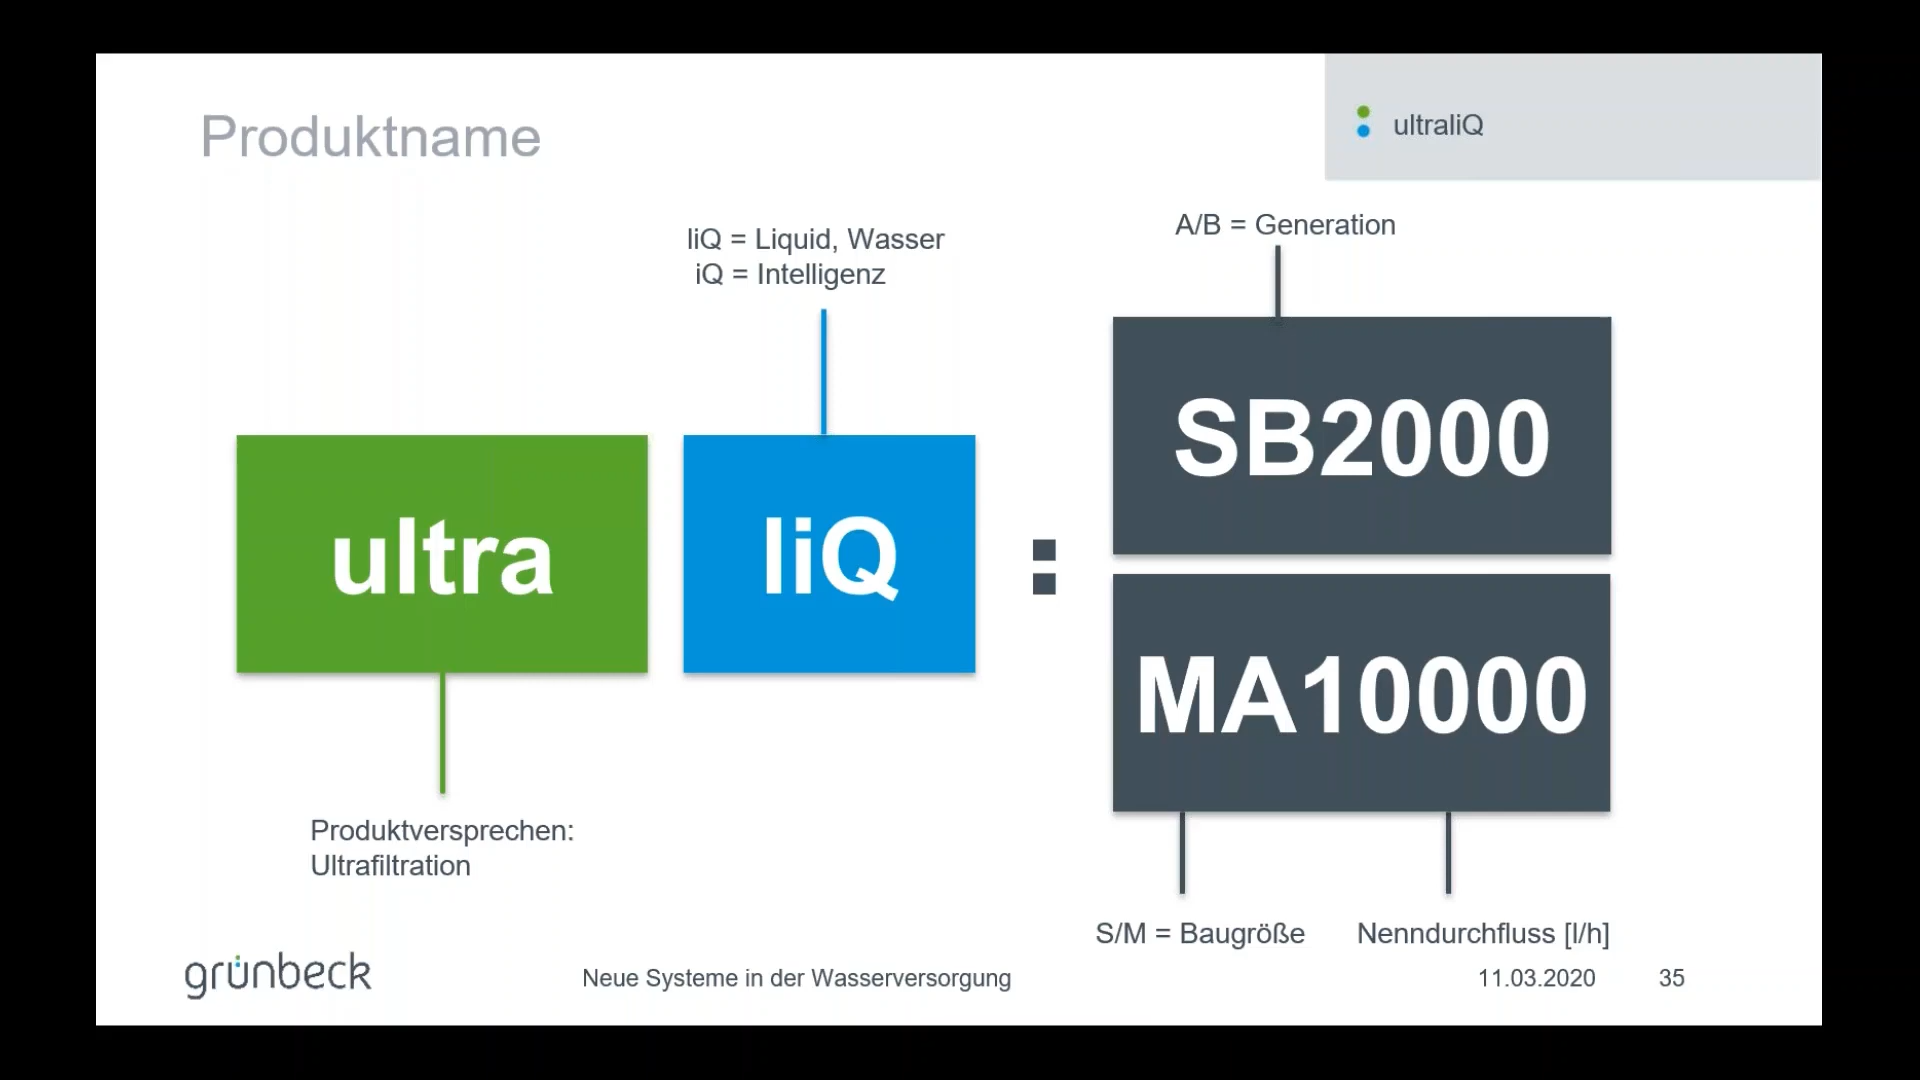 Produktname
ultraliQ
liQ = Liquid, Wasser
iQ = Intelligenz
A/B = Generation
ultra
liQ
:
SB2000
MA10000
Produktversprechen:
Ultrafiltration
S/M = Baugröße
Nenndurchfluss [l/h]
grünbeck
Neue Systeme in der Wasserversorgung
11.03.2020
35